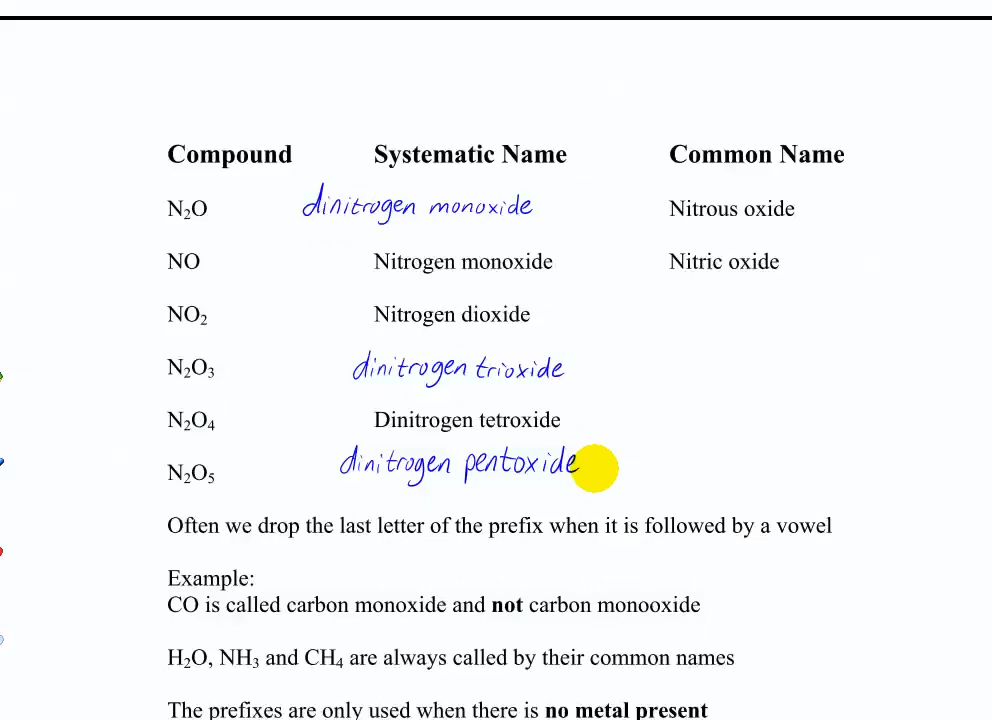 Compound Systematic Name Common Name
N₂O dinitrogen monoxide Nitrous oxide
NO Nitrogen monoxide Nitric oxide
NO₂ Nitrogen dioxide
N₂O₃ dinitrogen trioxide
N₂O₄ Dinitrogen tetroxide
N₂O₅ dinitrogen pentoxide
Often we drop the last letter of the prefix when it is followed by a vowel
Example:
CO is called carbon monoxide and not carbon monooxide
H₂O, NH₃ and CH₄ are always called by their common names
The prefixes are only used when there is no metal present